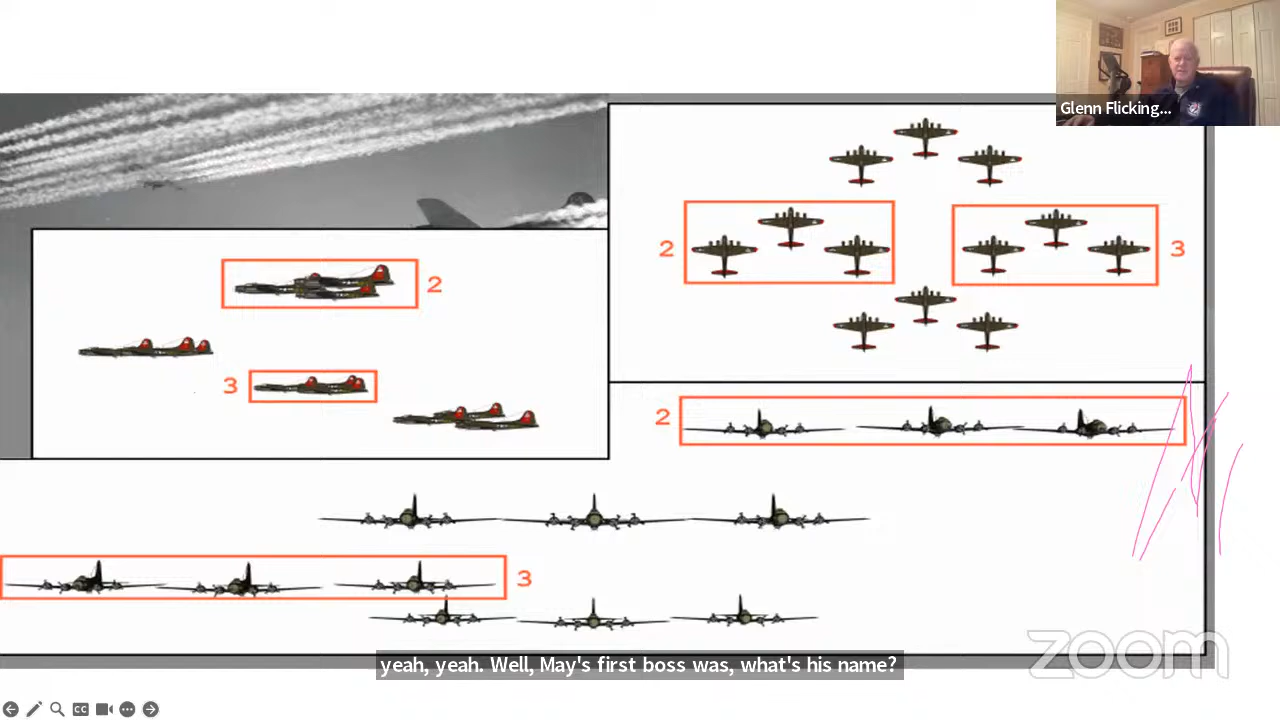 Glenn Flicking...
2
3
2
3
2
3
zoom
yeah, yeah. Well, May's first boss was, what's his name?
CC